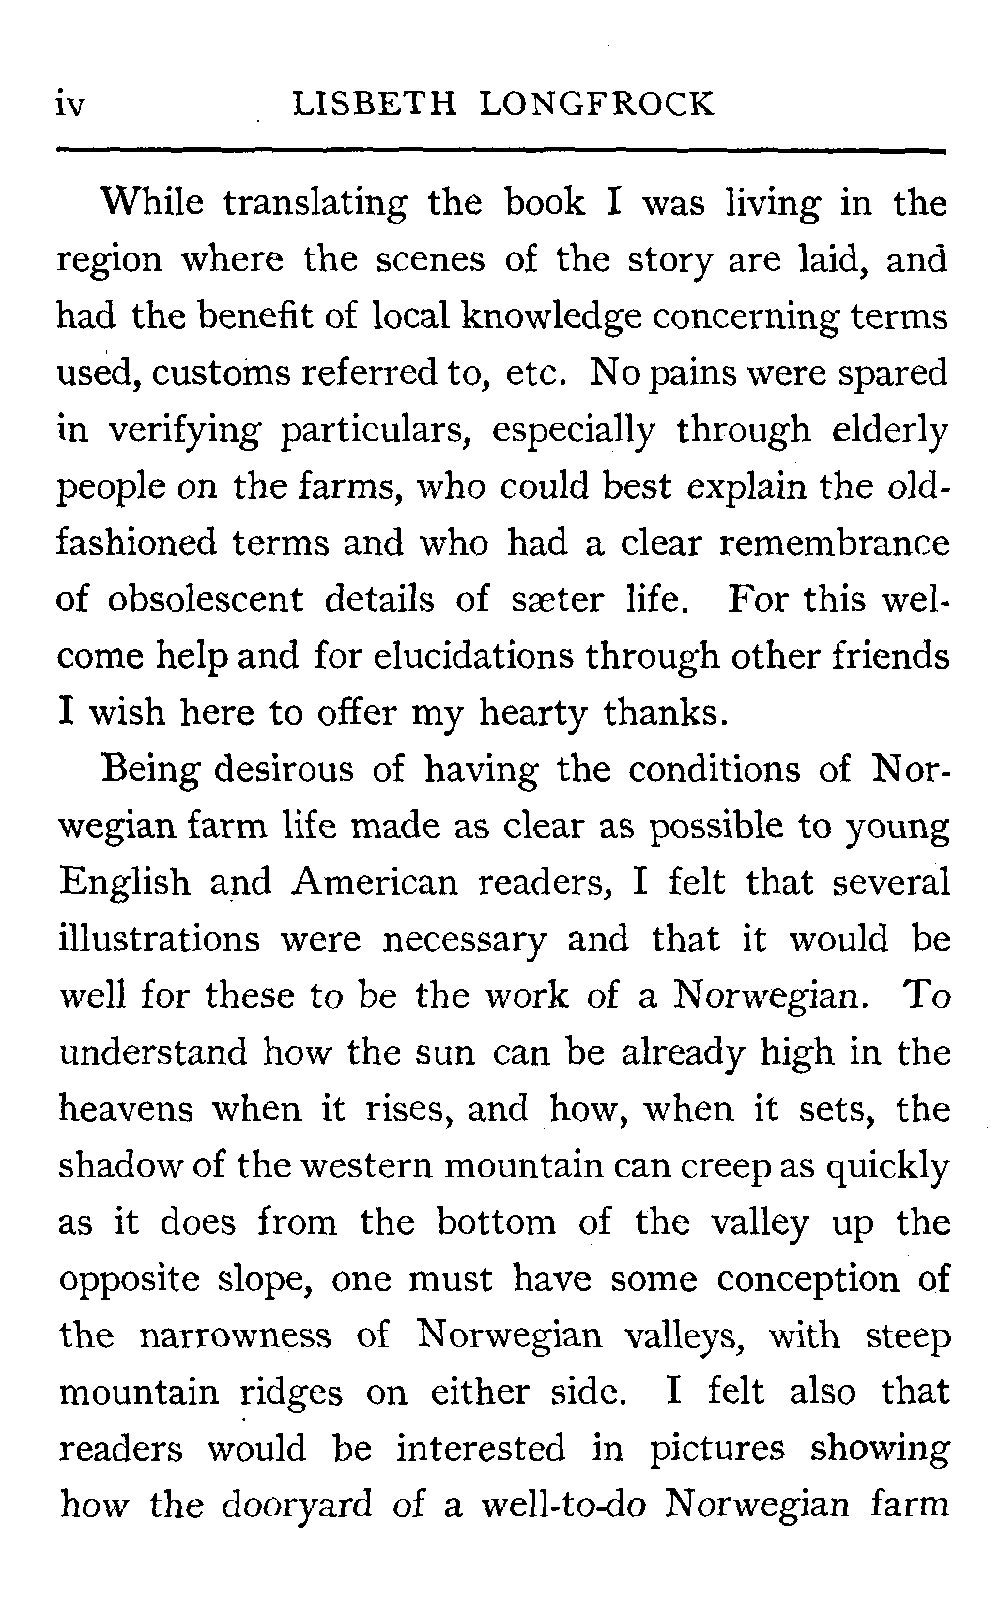 iv LISBETH LONGFROCK
While translating the book I was living in the
region where the scenes of the story are laid, and
had the benefit of local knowledge concerning terms
used, customs referred to, etc. No pains were spared
in verifying particulars, especially through elderly
people on the farms, who could best explain the old-
fashioned terms and who had a clear remembrance
of obsolescent details of sæter life. For this wel-
come help and for elucidations through other friends
I wish here to offer my hearty thanks.
Being desirous of having the conditions of Nor-
wegian farm life made as clear as possible to young
English and American readers, I felt that several
illustrations were necessary and that it would be
well for these to be the work of a Norwegian. To
understand how the sun can be already high in the
heavens when it rises, and how, when it sets, the
shadow of the western mountain can creep as quickly
as it does from the bottom of the valley up the
opposite slope, one must have some conception of
the narrowness of Norwegian valleys, with steep
mountain ridges on either side. I felt also that
readers would be interested in pictures showing
how the dooryard of a well-to-do Norwegian farm